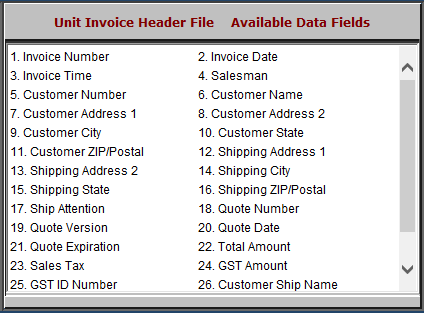 Unit Invoice Header File Available Data Fields
1. Invoice Number 2. Invoice Date
3. Invoice Time 4. Salesman
5. Customer Number 6. Customer Name
7. Customer Address 1 8. Customer Address 2
9. Customer City 10. Customer State
11. Customer ZIP/Postal 12. Shipping Address 1
13. Shipping Address 2 14. Shipping City
15. Shipping State 16. Shipping ZIP/Postal
17. Ship Attention 18. Quote Number
19. Quote Version 20. Quote Date
21. Quote Expiration 22. Total Amount
23. Sales Tax 24. GST Amount
25. GST ID Number 26. Customer Ship Name